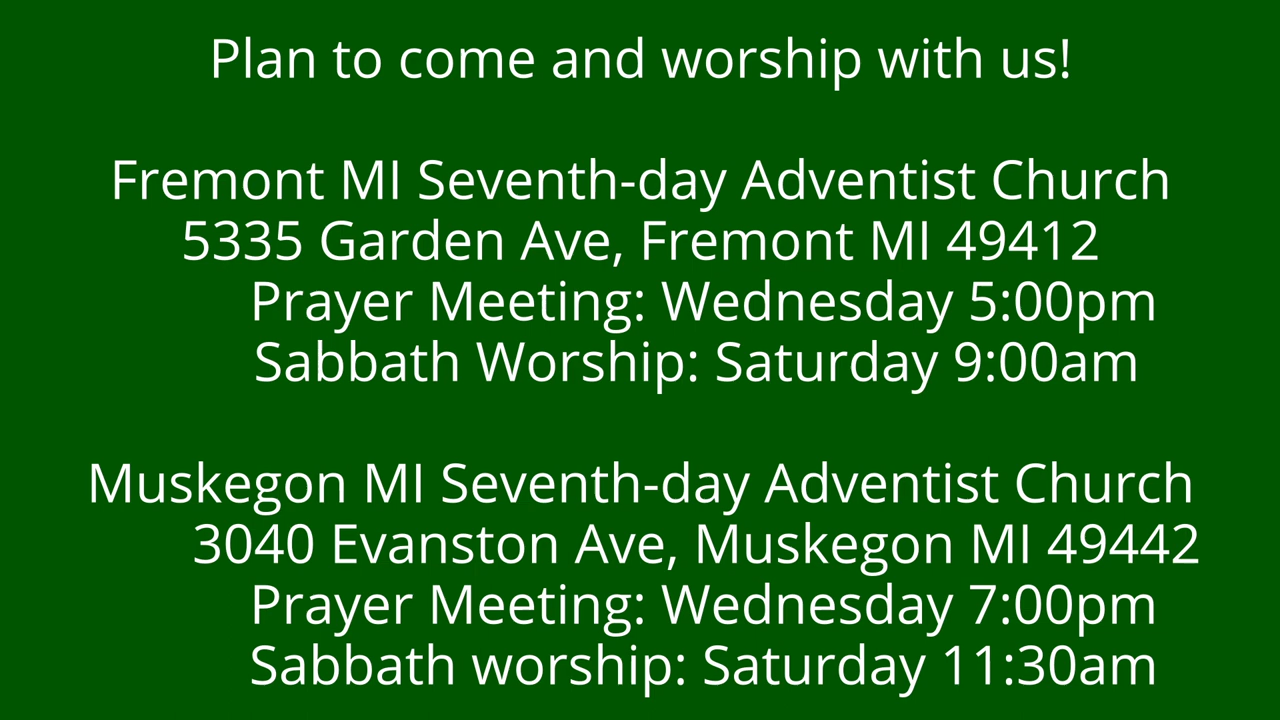 Plan to come and worship with us!
Fremont MI Seventh-day Adventist Church
5335 Garden Ave, Fremont MI 49412
Prayer Meeting: Wednesday 5:00pm
Sabbath Worship: Saturday 9:00am
Muskegon MI Seventh-day Adventist Church
3040 Evanston Ave, Muskegon MI 49442
Prayer Meeting: Wednesday 7:00pm
Sabbath worship: Saturday 11:30am